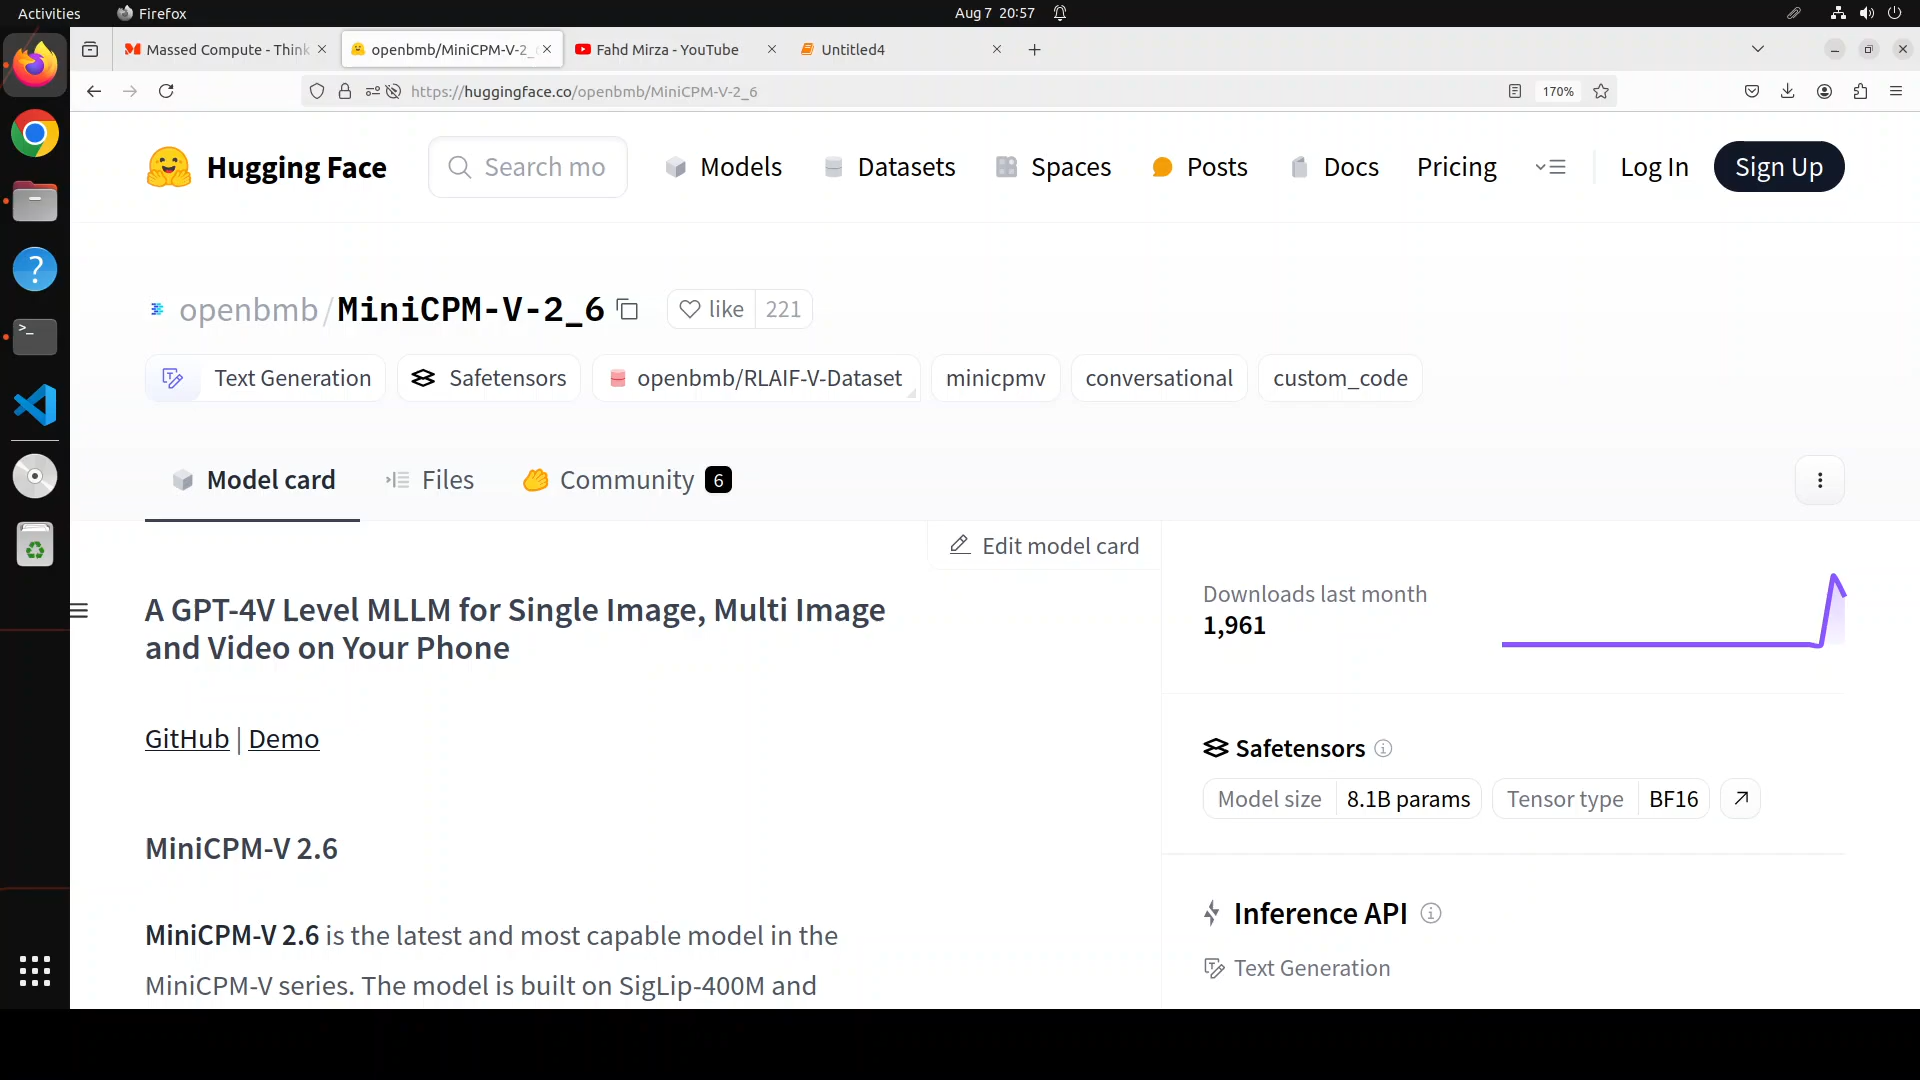 Activities Firefox Aug 7 20:57
Massed Compute - Think openbmb/MiniCPM-V-2_ Fahd Mirza - YouTube Untitled4
https://huggingface.co/openbmb/MiniCPM-V-2_6 170%
Hugging Face Search mo Models Datasets Spaces Posts Docs Pricing Log In Sign Up
openbmb/MiniCPM-V-2_6 like 221
Text Generation Safetensors openbmb/RLAIF-V-Dataset minicpmv conversational custom_code
Model card Files Community 6
Edit model card
A GPT-4V Level MLLM for Single Image, Multi Image
and Video on Your Phone
GitHub | Demo
MiniCPM-V 2.6
MiniCPM-V 2.6 is the latest and most capable model in the
MiniCPM-V series. The model is built on SigLip-400M and
Downloads last month
1,961
Safetensors
Model size 8.1B params Tensor type BF16
Inference API
Text Generation